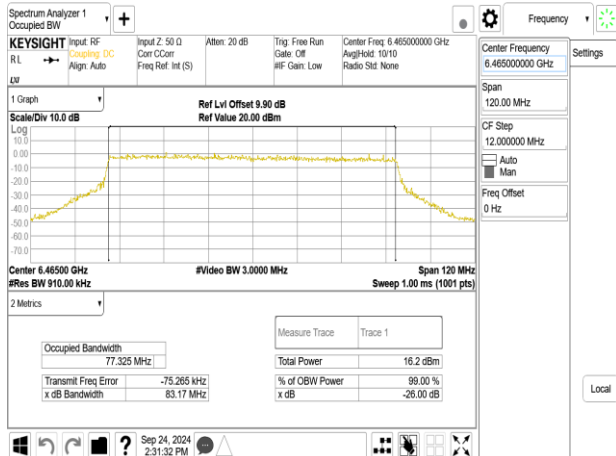 Spectrum Analyzer 1
Occupied BW
+
Frequency
Settings
KEYSIGHT
RL
LXI
Input: RF
Coupling: DC
Align: Auto
Input Z: 50 Ω
Corr CCorr
Freq Ref: Int (S)
Atten: 20 dB
Trig: Free Run
Gate: Off
#IF Gain: Low
Center Freq: 6.465000000 GHz
Avg|Hold: 10/10
Radio Std: None
Center Frequency
6.465000000 GHz
Span
120.00 MHz
CF Step
12.000000 MHz
Auto
Man
Freq Offset
0 Hz
Local
1 Graph
Scale/Div 10.0 dB
Ref Lvl Offset 9.90 dB
Ref Value 20.00 dBm
Log
10.0
0.00
-10.0
-20.0
-30.0
-40.0
-50.0
-60.0
-70.0
Center 6.46500 GHz
#Video BW 3.0000 MHz
Span 120 MHz
#Res BW 910.00 kHz
Sweep 1.00 ms (1001 pts)
2 Metrics
Measure Trace
Trace 1
Occupied Bandwidth
77.325 MHz
Total Power
16.2 dBm
Transmit Freq Error
-75.265 kHz
% of OBW Power
99.00 %
x dB Bandwidth
83.17 MHz
x dB
-26.00 dB
?
Sep 24, 2024
2:31:32 PM